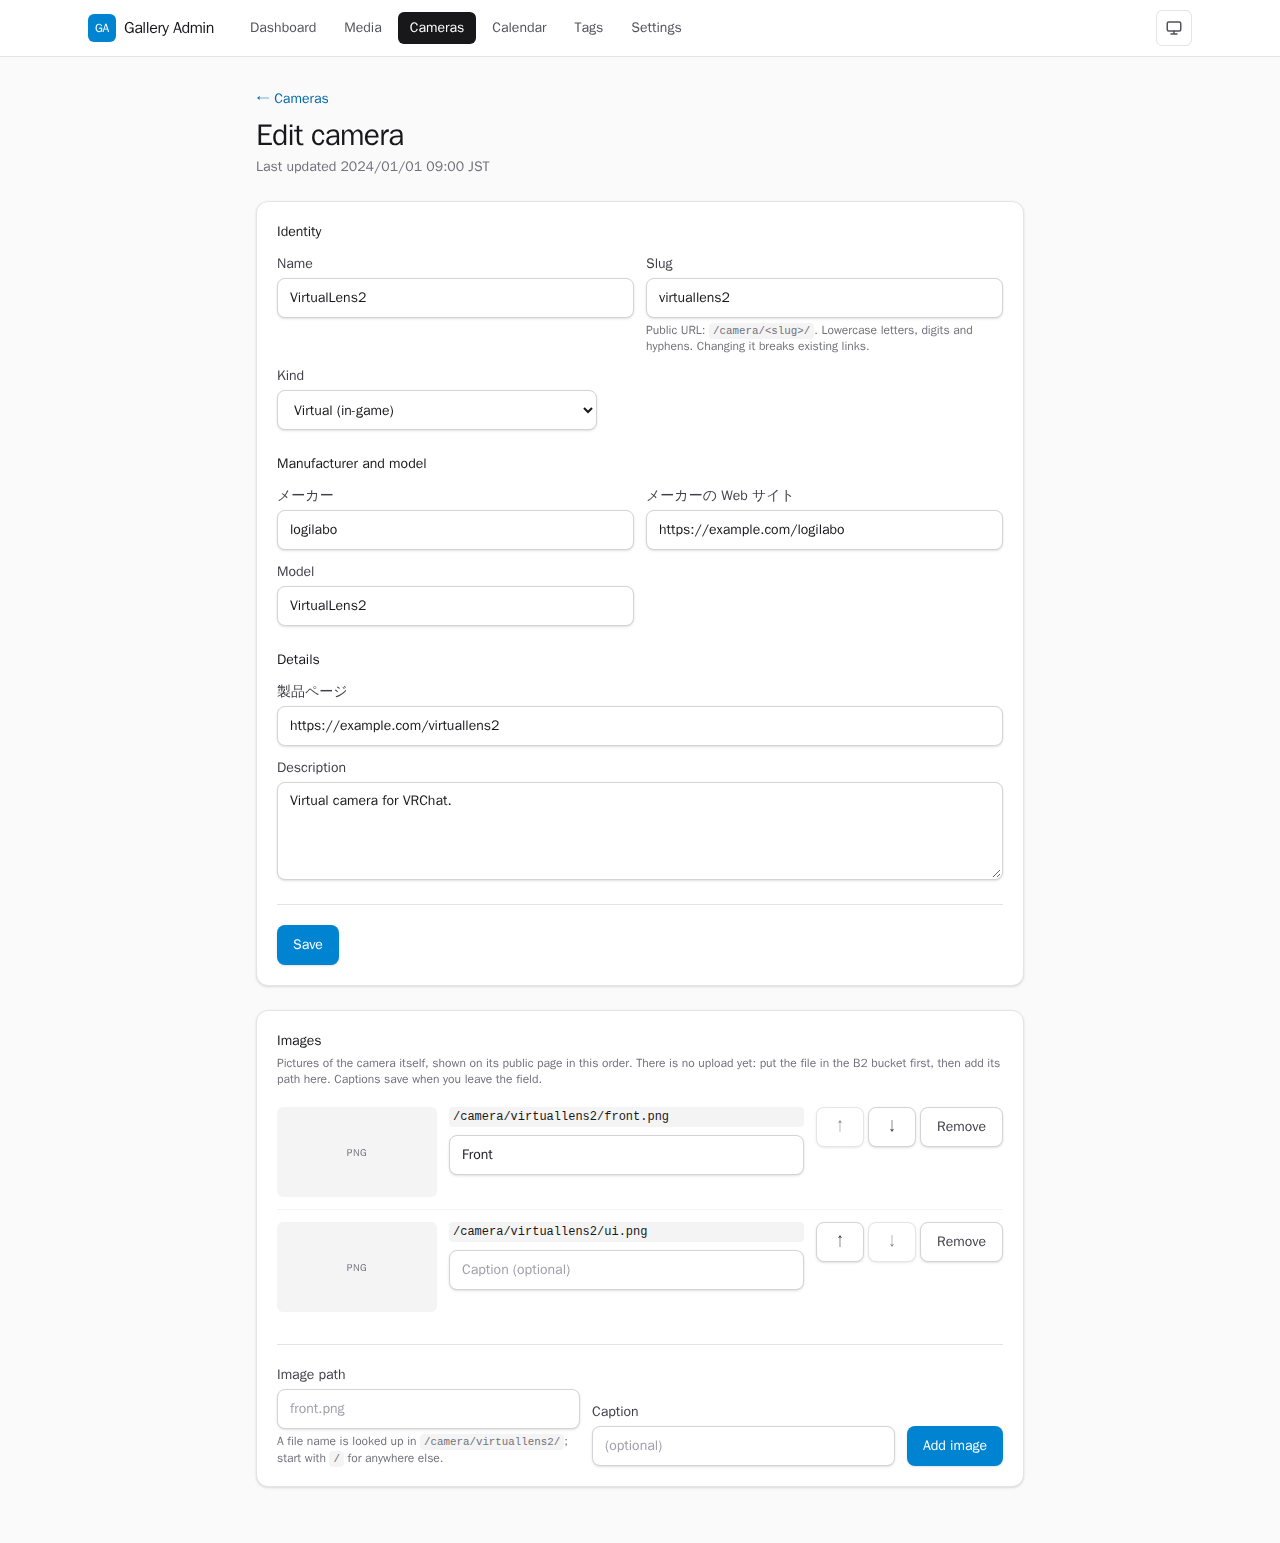 GA Gallery Admin Dashboard Media Cameras Calendar Tags Settings
← Cameras
Edit camera
Last updated 2024/01/01 09:00 JST
Identity
Name
VirtualLens2
Slug
virtuallens2
Public URL: /camera/<slug>/. Lowercase letters, digits and
hyphens. Changing it breaks existing links.
Kind
Virtual (in-game)
Manufacturer and model
メーカー
logilabo
メーカーの Web サイト
https://example.com/logilabo
Model
VirtualLens2
Details
製品ページ
https://example.com/virtuallens2
Description
Virtual camera for VRChat.
Save
Images
Pictures of the camera itself, shown on its public page in this order. There is no upload yet: put the file in the B2 bucket first, then add its
path here. Captions save when you leave the field.
PNG
/camera/virtuallens2/front.png
Front
↑ ↓ Remove
PNG
/camera/virtuallens2/ui.png
Caption (optional)
↑ ↓ Remove
Image path
front.png
A file name is looked up in /camera/virtuallens2/;
start with / for anywhere else.
Caption
(optional)
Add image